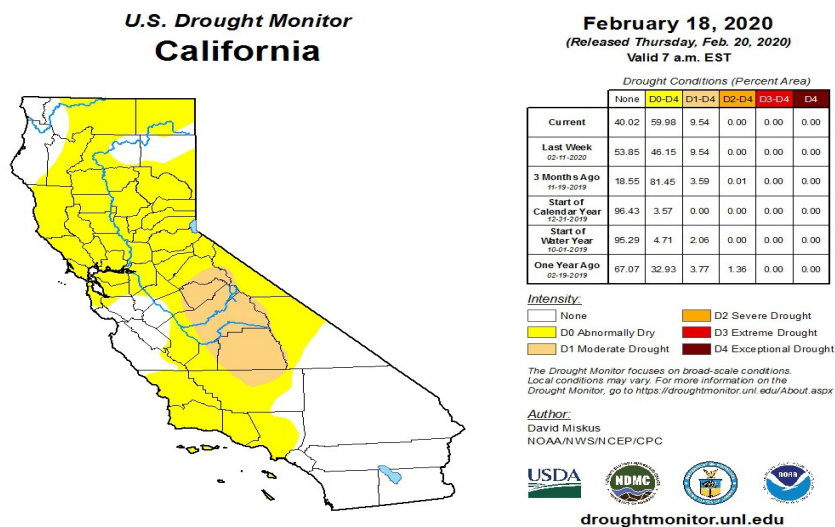 U.S. Drought Monitor
California
February 18, 2020
(Released Thursday, Feb. 20, 2020)
Valid 7 a.m. EST
Drought Conditions (Percent Area)
None D0-D4 D1-D4 D2-D4 D3-D4 D4
Current 40.02 59.98 9.54 0.00 0.00 0.00
Last Week
02-11-2020 53.85 46.15 9.54 0.00 0.00 0.00
3 Months Ago
11-19-2019 18.55 81.45 3.59 0.01 0.00 0.00
Start of
Calendar Year
12-31-2019 96.43 3.57 0.00 0.00 0.00 0.00
Start of
Water Year
10-01-2019 95.29 4.71 2.06 0.00 0.00 0.00
One Year Ago
02-19-2019 67.07 32.93 3.77 1.36 0.00 0.00
Intensity:
None
D0 Abnormally Dry
D1 Moderate Drought
D2 Severe Drought
D3 Extreme Drought
D4 Exceptional Drought
The Drought Monitor focuses on broad-scale conditions.
Local conditions may vary. For more information on the
Drought Monitor, go to https://droughtmonitor.unl.edu/About.aspx
Author:
David Miskus
NOAA/NWS/NCEP/CPC
USDA
NDMC
NOAA
droughtmonitor.unl.edu